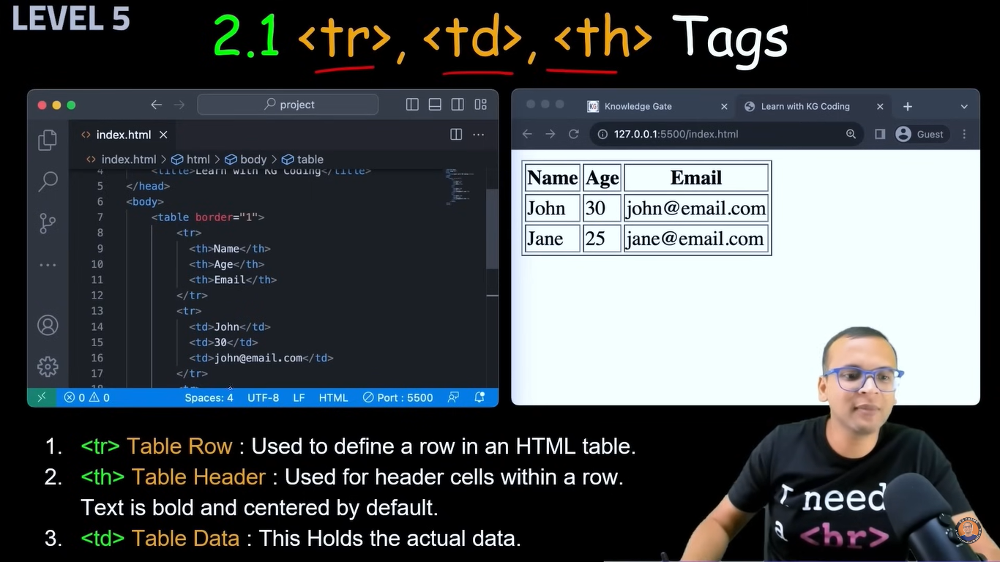 LEVEL 5
2.1 <tr>, <td>, <th> Tags
project
index.html
index.html > html > body > table
4 <title>Learn with KG Coding</title>
5 </head>
6 <body>
7 <table border="1">
8 <tr>
9 <th>Name</th>
10 <th>Age</th>
11 <th>Email</th>
12 </tr>
13 <tr>
14 <td>John</td>
15 <td>30</td>
16 <td>john@email.com</td>
17 </tr>
18 <tr>
0 0 Spaces: 4 UTF-8 LF HTML Port : 5500
KG Knowledge Gate Learn with KG Coding
127.0.0.1:5500/index.html Guest
Name Age Email
John 30 john@email.com
Jane 25 jane@email.com
1. <tr> Table Row : Used to define a row in an HTML table.
2. <th> Table Header : Used for header cells within a row.
Text is bold and centered by default.
3. <td> Table Data : This Holds the actual data.
I need
a <br>